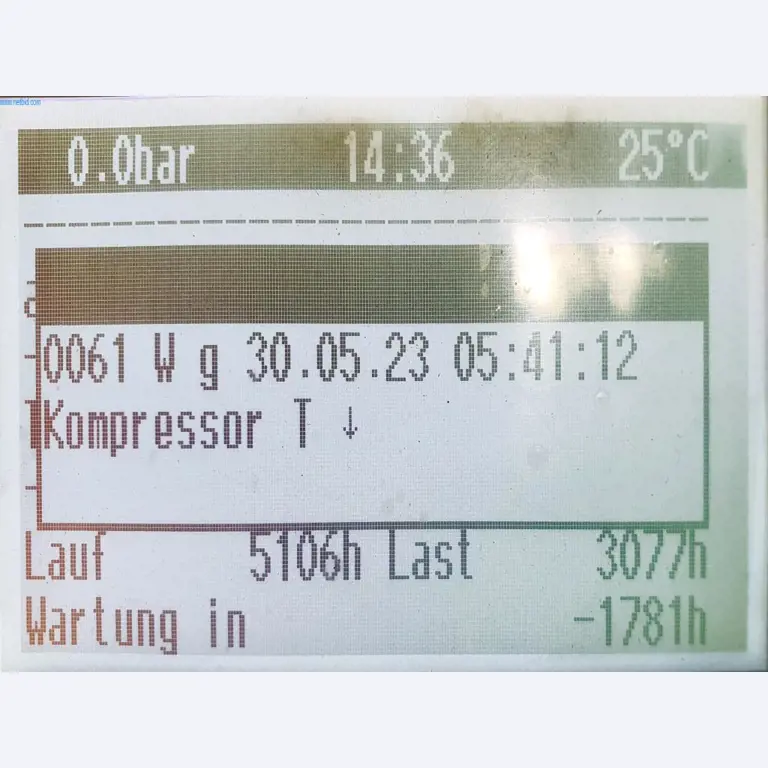 0.0bar 14:36 25°C
0061 W g 30.05.23 05:41:12
Kompressor T ↓
Lauf 5106h Last 3077h
Wartung in -1781h